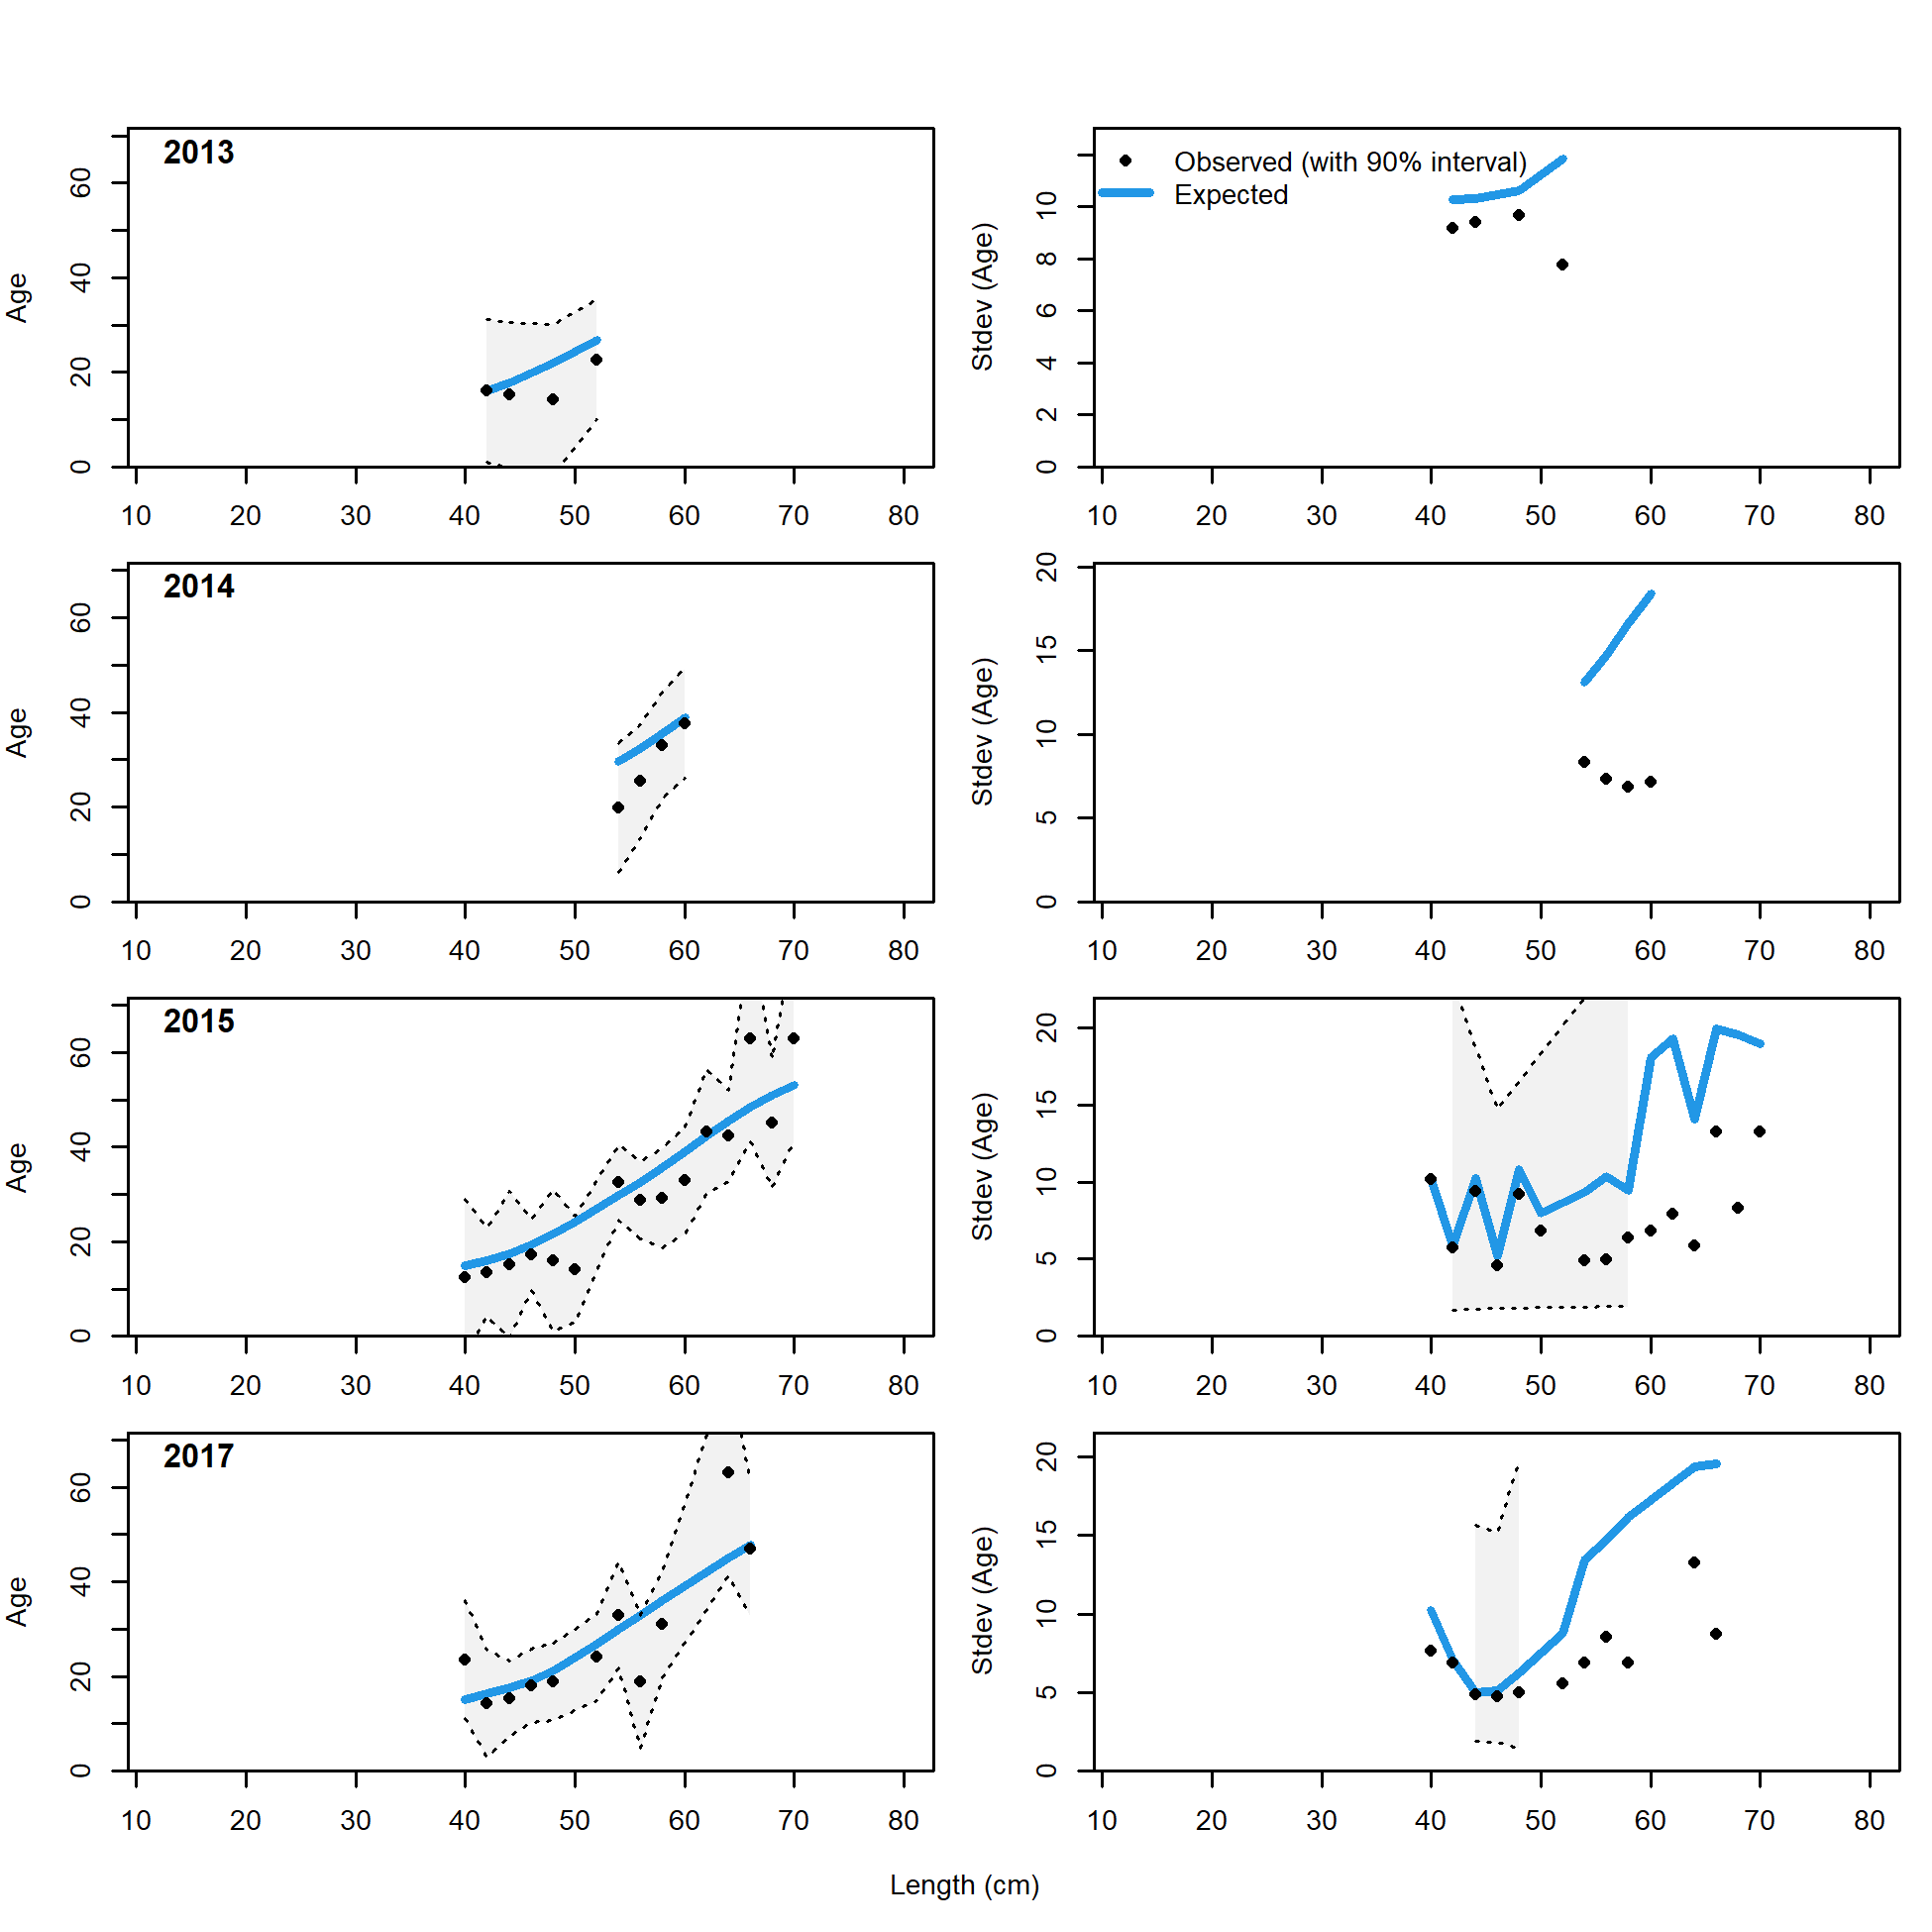 2013
Age
0 20 40 60
10 20 30 40 50 60 70 80
Observed (with 90% interval)
Expected
Stdev (Age)
0 2 4 6 8 10
10 20 30 40 50 60 70 80
2014
Age
0 20 40 60
10 20 30 40 50 60 70 80
Stdev (Age)
0 5 10 15 20
10 20 30 40 50 60 70 80
2015
Age
0 20 40 60
10 20 30 40 50 60 70 80
Stdev (Age)
0 5 10 15 20
10 20 30 40 50 60 70 80
2017
Age
0 20 40 60
10 20 30 40 50 60 70 80
Stdev (Age)
0 5 10 15 20
10 20 30 40 50 60 70 80
Length (cm)